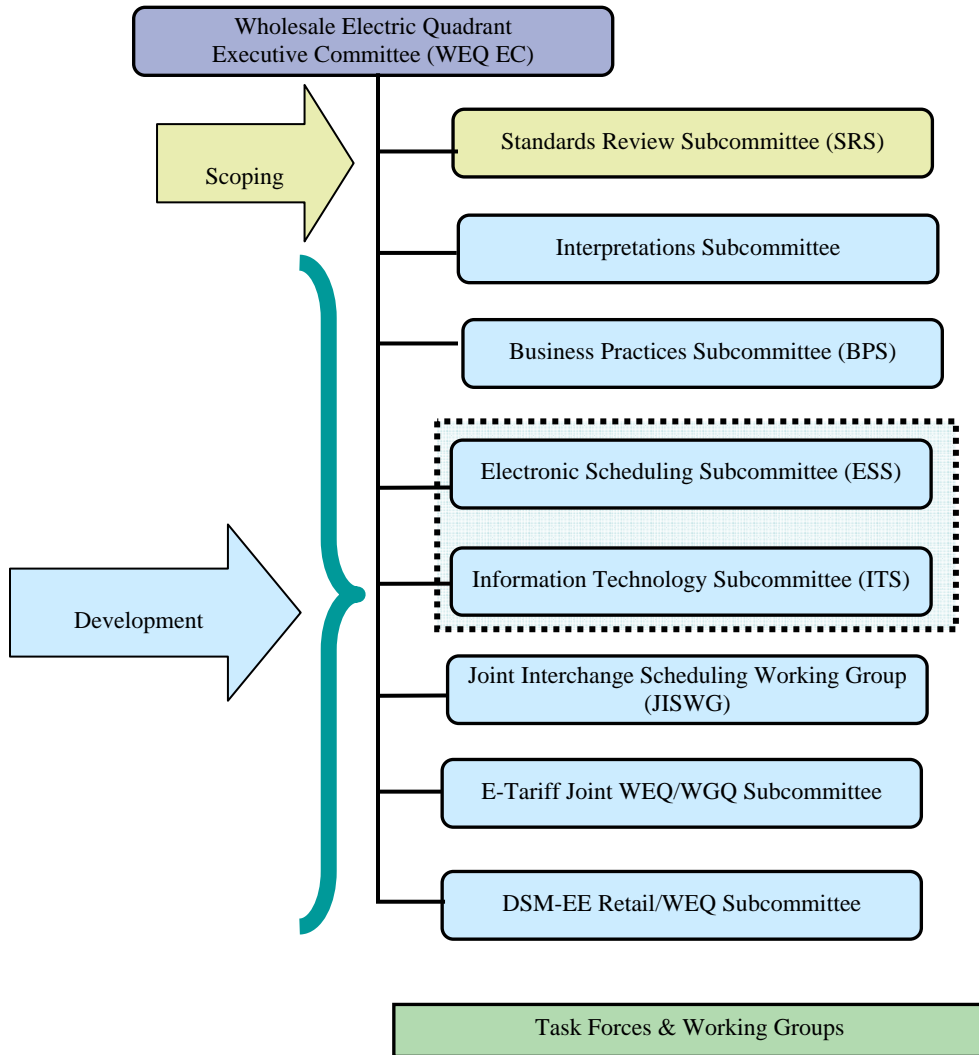 Wholesale Electric Quadrant
Executive Committee (WEQ EC)
Standards Review Subcommittee (SRS)
Scoping
Interpretations Subcommittee
Business Practices Subcommittee (BPS)
Electronic Scheduling Subcommittee (ESS)
Information Technology Subcommittee (ITS)
Development
Joint Interchange Scheduling Working Group
(JISWG)
E-Tariff Joint WEQ/WGQ Subcommittee
DSM-EE Retail/WEQ Subcommittee
Task Forces & Working Groups